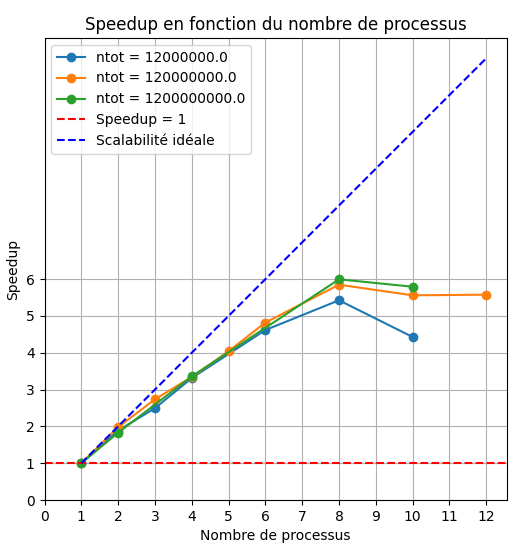 Speedup en fonction du nombre de processus
ntot = 12000000.0
ntot = 120000000.0
ntot = 1200000000.0
Speedup = 1
Scalabilité idéale
Speedup
6
5
4
3
2
1
0
0 1 2 3 4 5 6 7 8 9 10 11 12
Nombre de processus